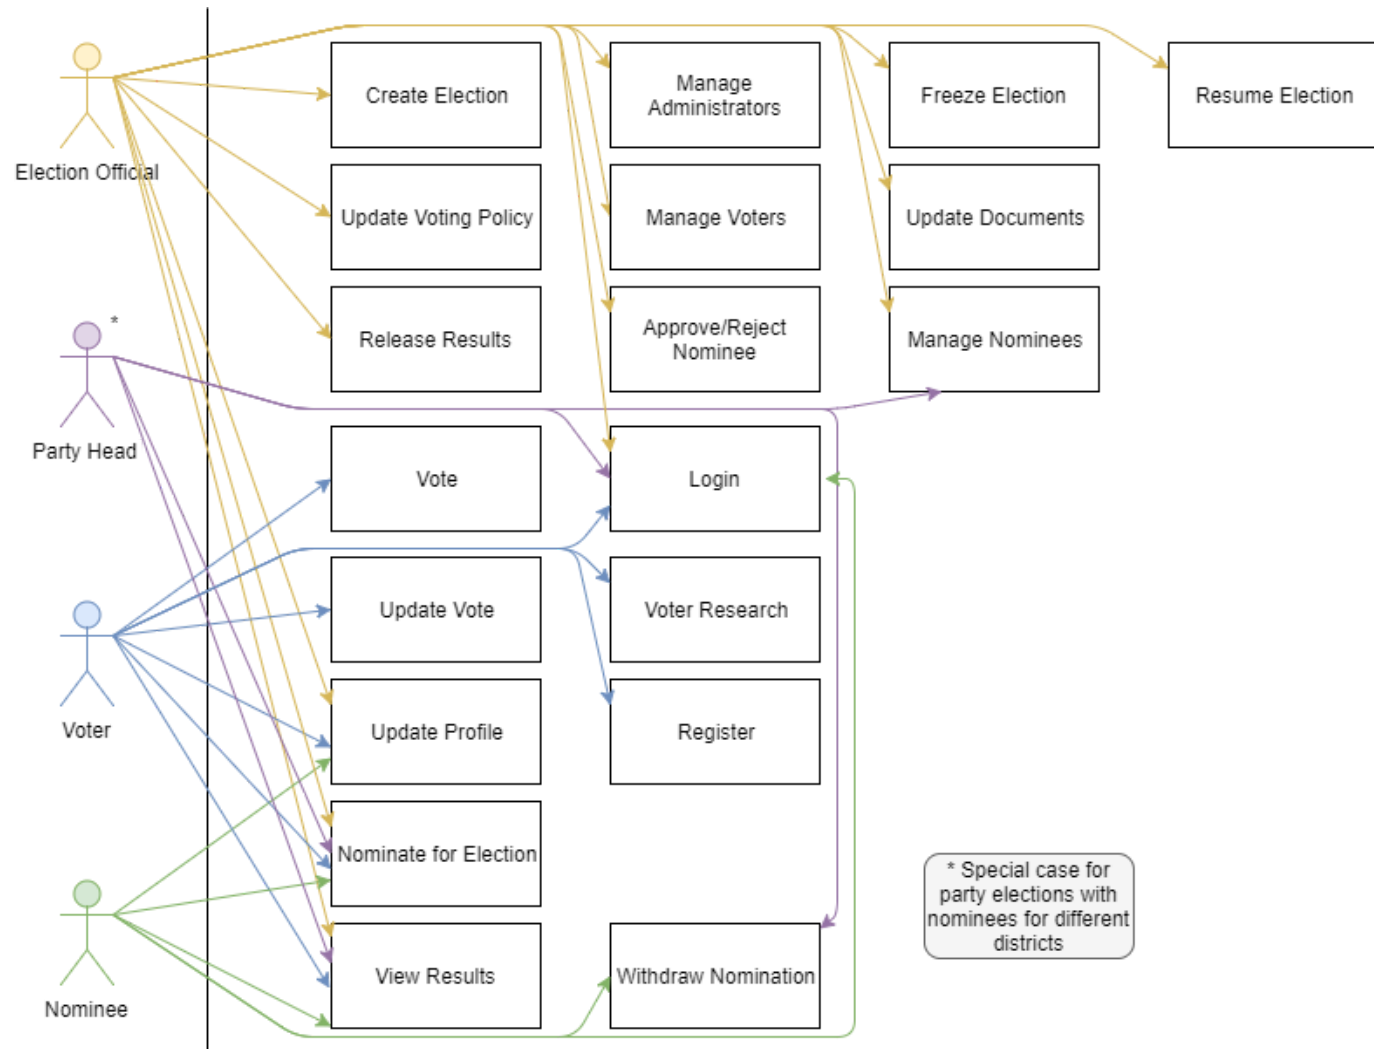 Election Official
Create Election
Manage
Administrators
Freeze Election
Resume Election
Update Voting Policy
Manage Voters
Update Documents
*
Party Head
Release Results
Approve/Reject
Nominee
Manage Nominees
Vote
Login
Voter
Update Vote
Voter Research
Update Profile
Register
Nominate for Election
Nominee
View Results
Withdraw Nomination
* Special case for
party elections with
nominees for different
districts